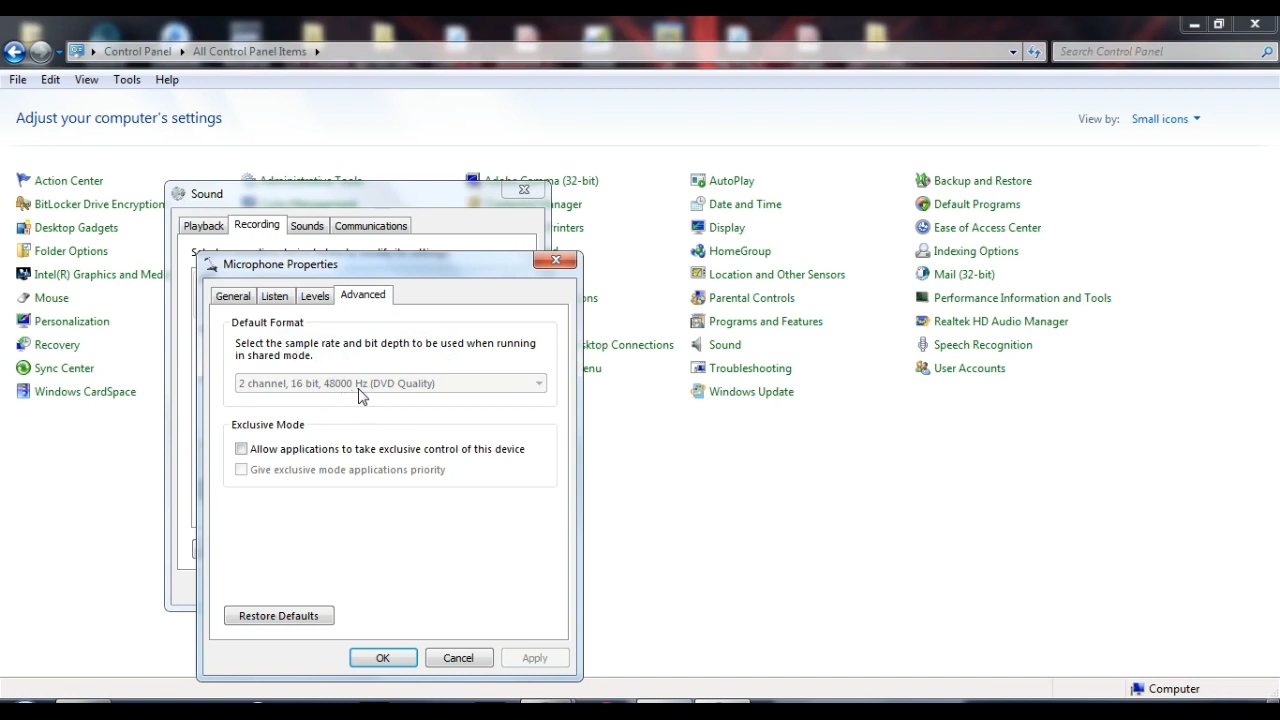 Control Panel
All Control Panel Items
Search Control Panel
File
Edit
View
Tools
Help
Adjust your computer's settings
View by:
Small icons
Action Center
Administrative Tools
(32-bit)
AutoPlay
Backup and Restore
BitLocker Drive Encryption
Date and Time
Default Programs
Desktop Gadgets
Display
Ease of Access Center
Folder Options
HomeGroup
Indexing Options
Intel(R) Graphics and Med
Location and Other Sensors
Mail (32-bit)
Mouse
Parental Controls
Performance Information and Tools
Personalization
Programs and Features
Realtek HD Audio Manager
Recovery
sktop Connections
Sound
Speech Recognition
Sync Center
enu
Troubleshooting
User Accounts
Windows CardSpace
Windows Update
Sound
Playback
Recording
Sounds
Communications
Microphone Properties
General
Listen
Levels
Advanced
Default Format
Select the sample rate and bit depth to be used when running
in shared mode.
2 channel, 16 bit, 48000 Hz (DVD Quality)
Exclusive Mode
Allow applications to take exclusive control of this device
Give exclusive mode applications priority
Restore Defaults
OK
Cancel
Apply
Computer